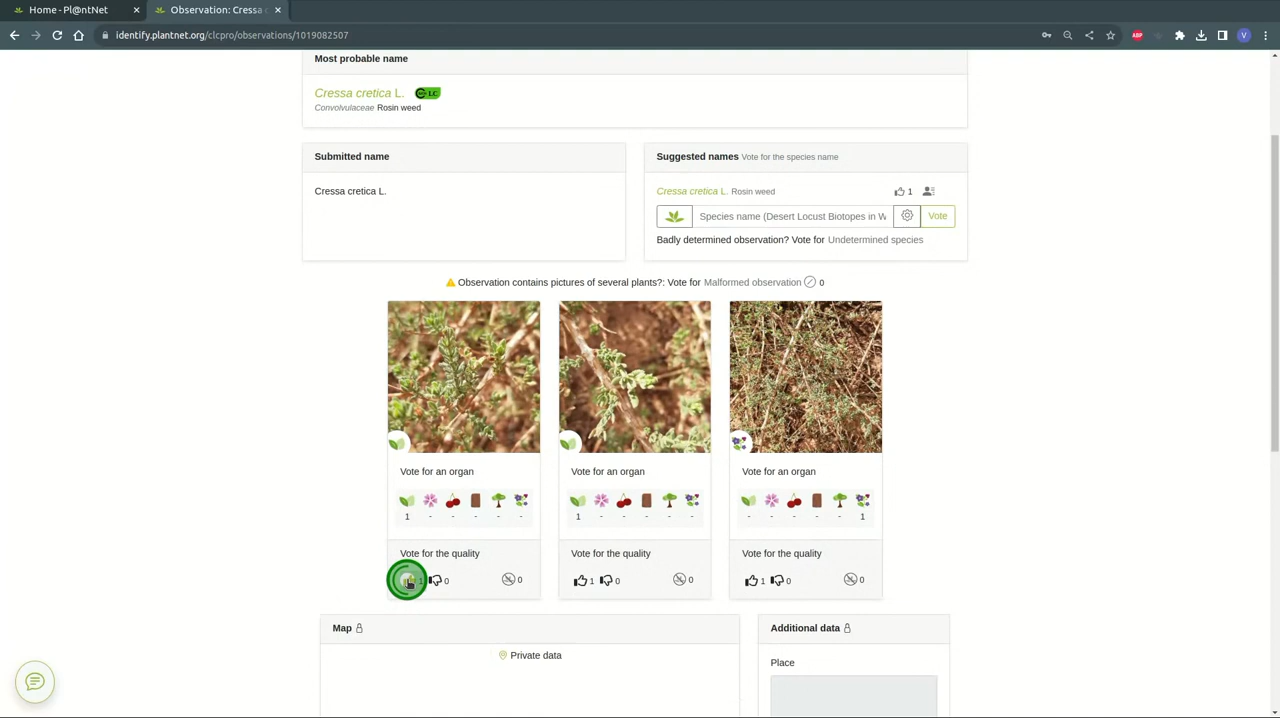 Home - Pl@ntNet
Observation: Cressa c
identify.plantnet.org/clcpro/observations/1019082507
ABP
V
Most probable name
Cressa cretica L. LC
Convolvulaceae Rosin weed
Submitted name
Cressa cretica L.
Suggested names Vote for the species name
Cressa cretica L. Rosin weed 1
Species name (Desert Locust Biotopes in W Vote
Badly determined observation? Vote for Undetermined species
Observation contains pictures of several plants?: Vote for Malformed observation 0
Vote for an organ Vote for an organ Vote for an organ
1 - - - - - 1 - - - - - - - - - - 1
Vote for the quality Vote for the quality Vote for the quality
1 0 0 1 0 0 1 0 0
Map
Private data
Additional data
Place